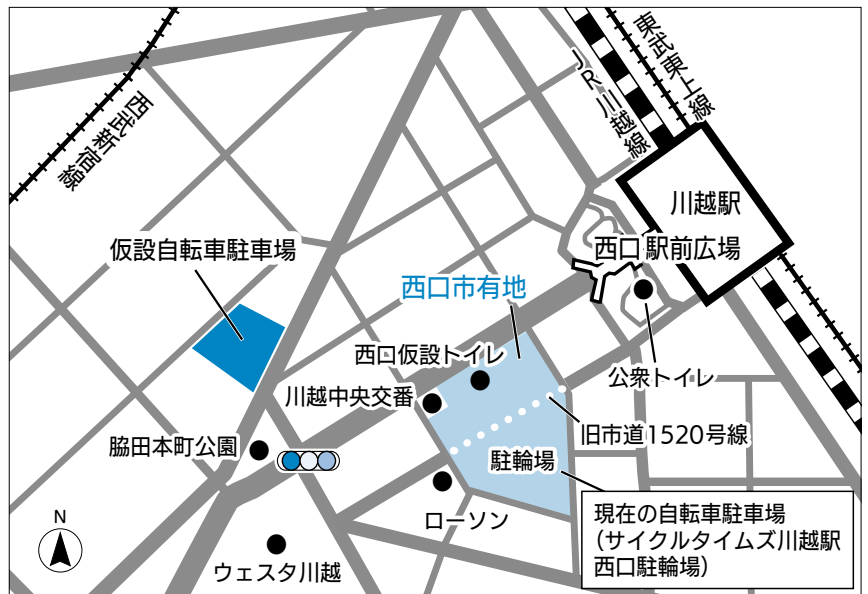 東武東上線
JR川越線
西武新宿線
川越駅
仮設自転車駐車場
西口駅前広場
西口市有地
西口仮設トイレ
公衆トイレ
川越中央交番
旧市道1520号線
脇田本町公園
駐輪場
現在の自転車駐車場
(サイクルタイムズ川越駅
西口駐輪場)
ローソン
N
ウェスタ川越